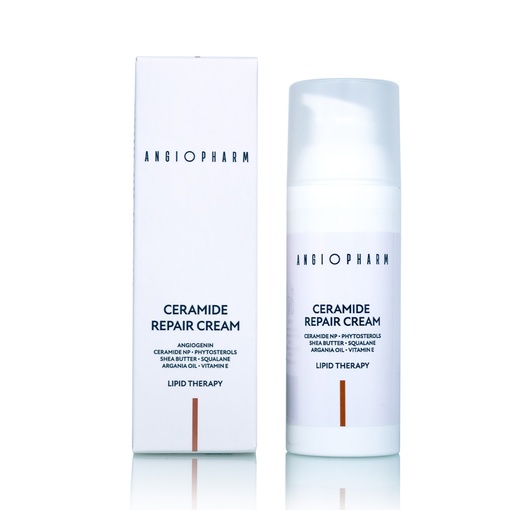 ANGIOPHARM
CERAMIDE
REPAIR CREAM
ANGIOGENIN
CERAMIDE NP • PHYTOSTEROLS
SHEA BUTTER • SQUALANE
ARGANIA OIL • VITAMIN E
LIPID THERAPY
ANGIOPHARM
CERAMIDE
REPAIR CREAM
CERAMIDE NP • PHYTOSTEROLS
SHEA BUTTER • SQUALANE
ARGANIA OIL • VITAMIN E
LIPID THERAPY